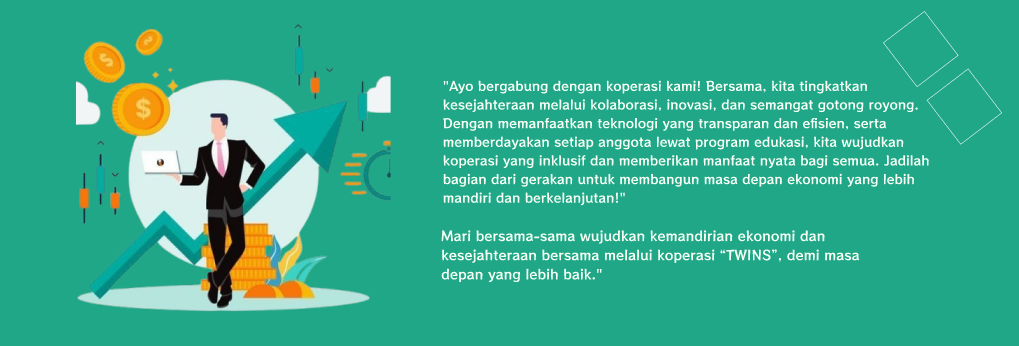 "Ayo bergabung dengan koperasi kami! Bersama, kita tingkatkan
kesejahteraan melalui kolaborasi, inovasi, dan semangat gotong royong.
Dengan memanfaatkan teknologi yang transparan dan efisien, serta
memberdayakan setiap anggota lewat program edukasi, kita wujudkan
koperasi yang inklusif dan memberikan manfaat nyata bagi semua. Jadilah
bagian dari gerakan untuk membangun masa depan ekonomi yang lebih
mandiri dan berkelanjutan!"
Mari bersama-sama wujudkan kemandirian ekonomi dan
kesejahteraan bersama melalui koperasi “TWINS”, demi masa
depan yang lebih baik."